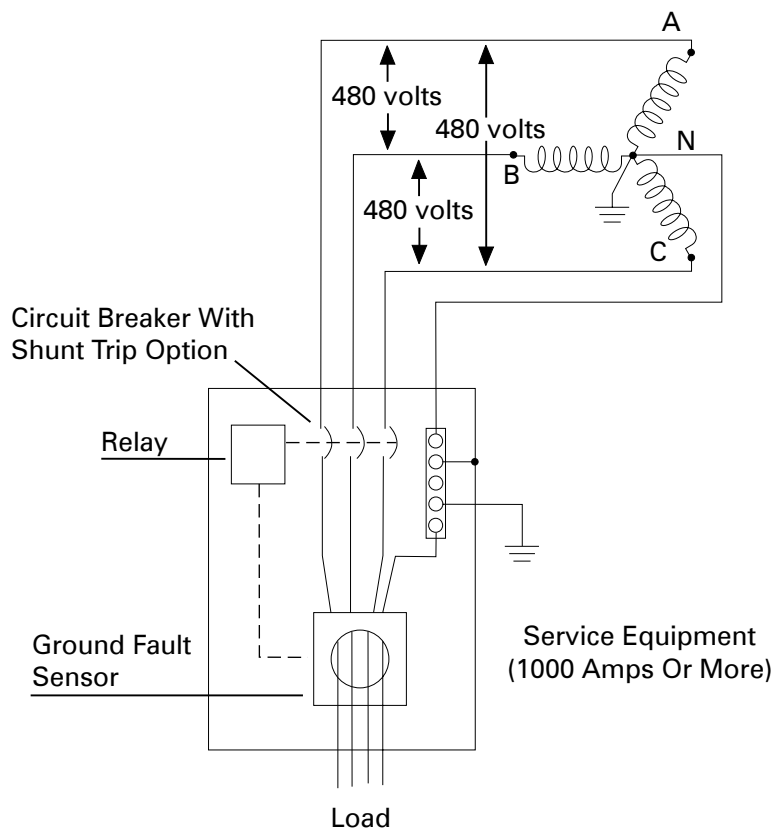 A
480 volts
480 volts
N
B
480 volts
C
Circuit Breaker With
Shunt Trip Option
Relay
Ground Fault
Sensor
Service Equipment
(1000 Amps Or More)
Load